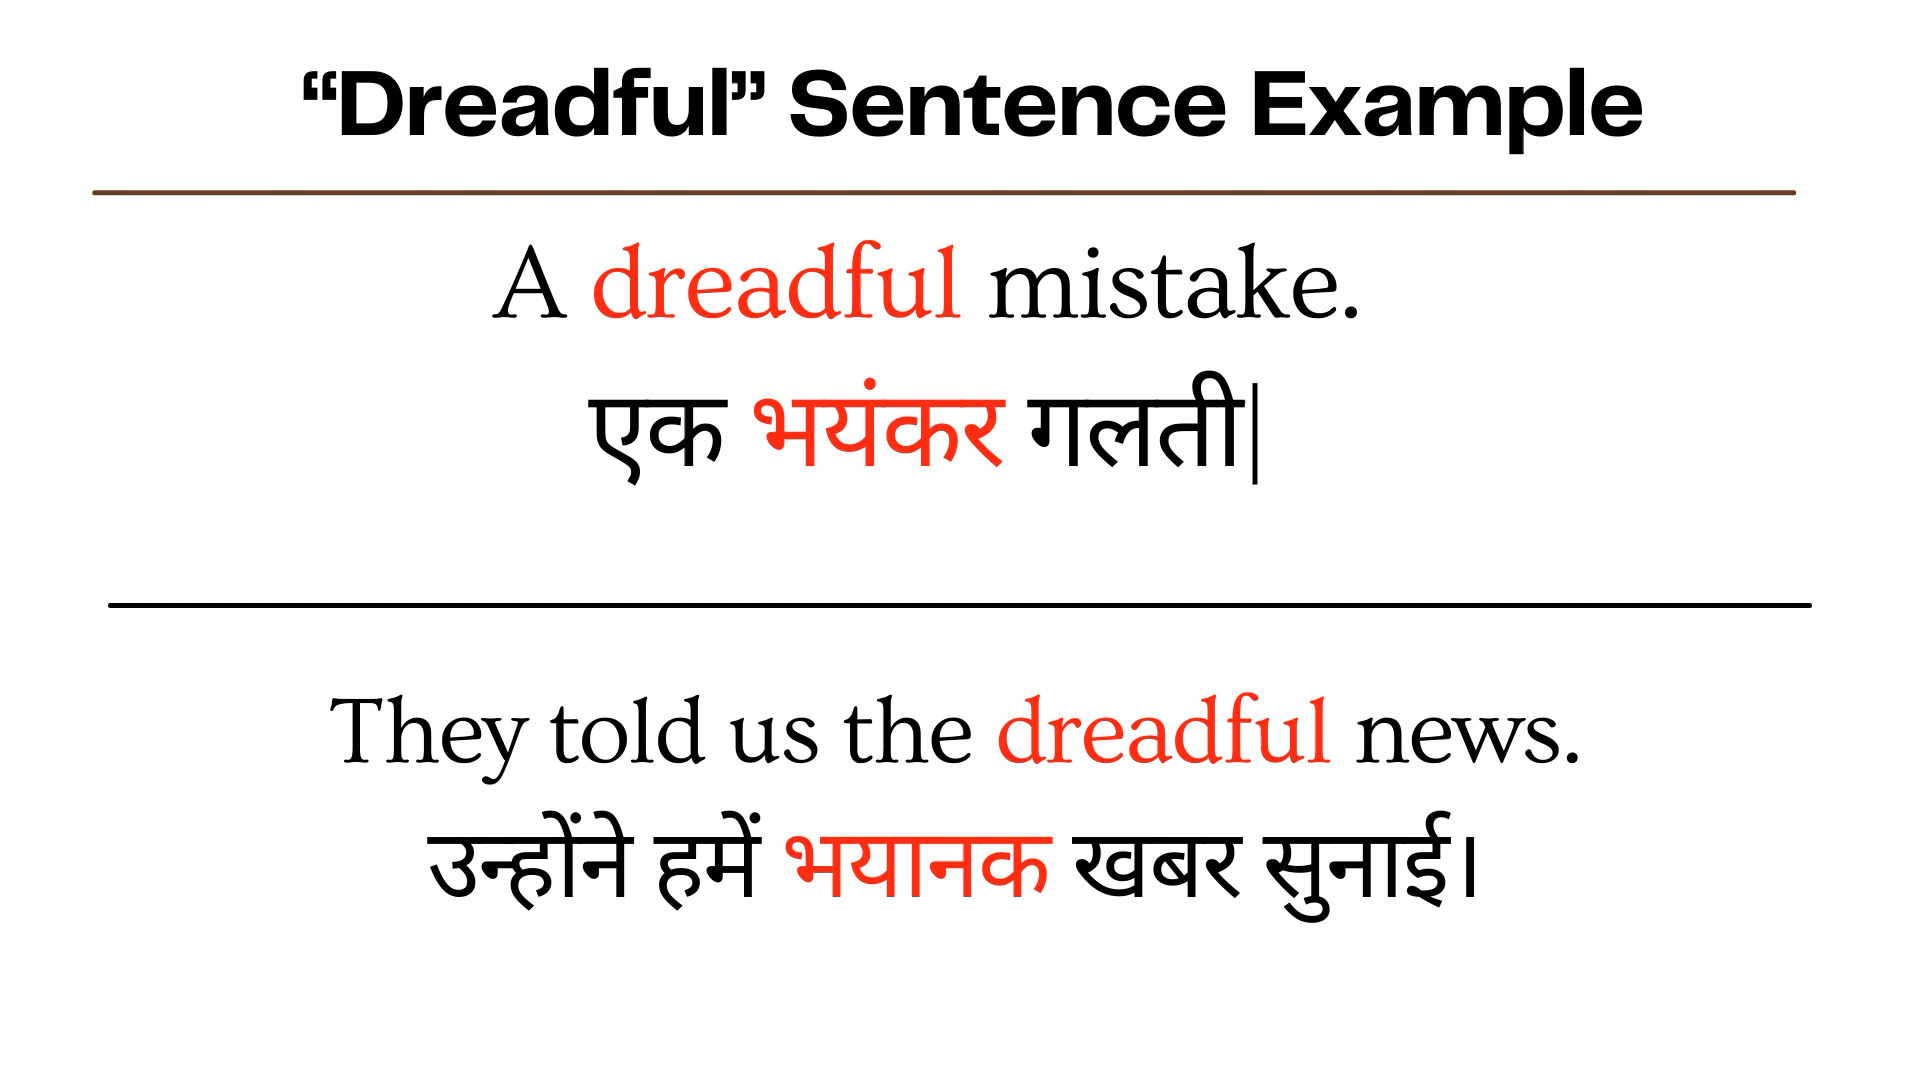 “Dreadful” Sentence Example
A dreadful mistake.
एक भयंकर गलती|
They told us the dreadful news.
उन्होंने हमें भयानक खबर सुनाई।